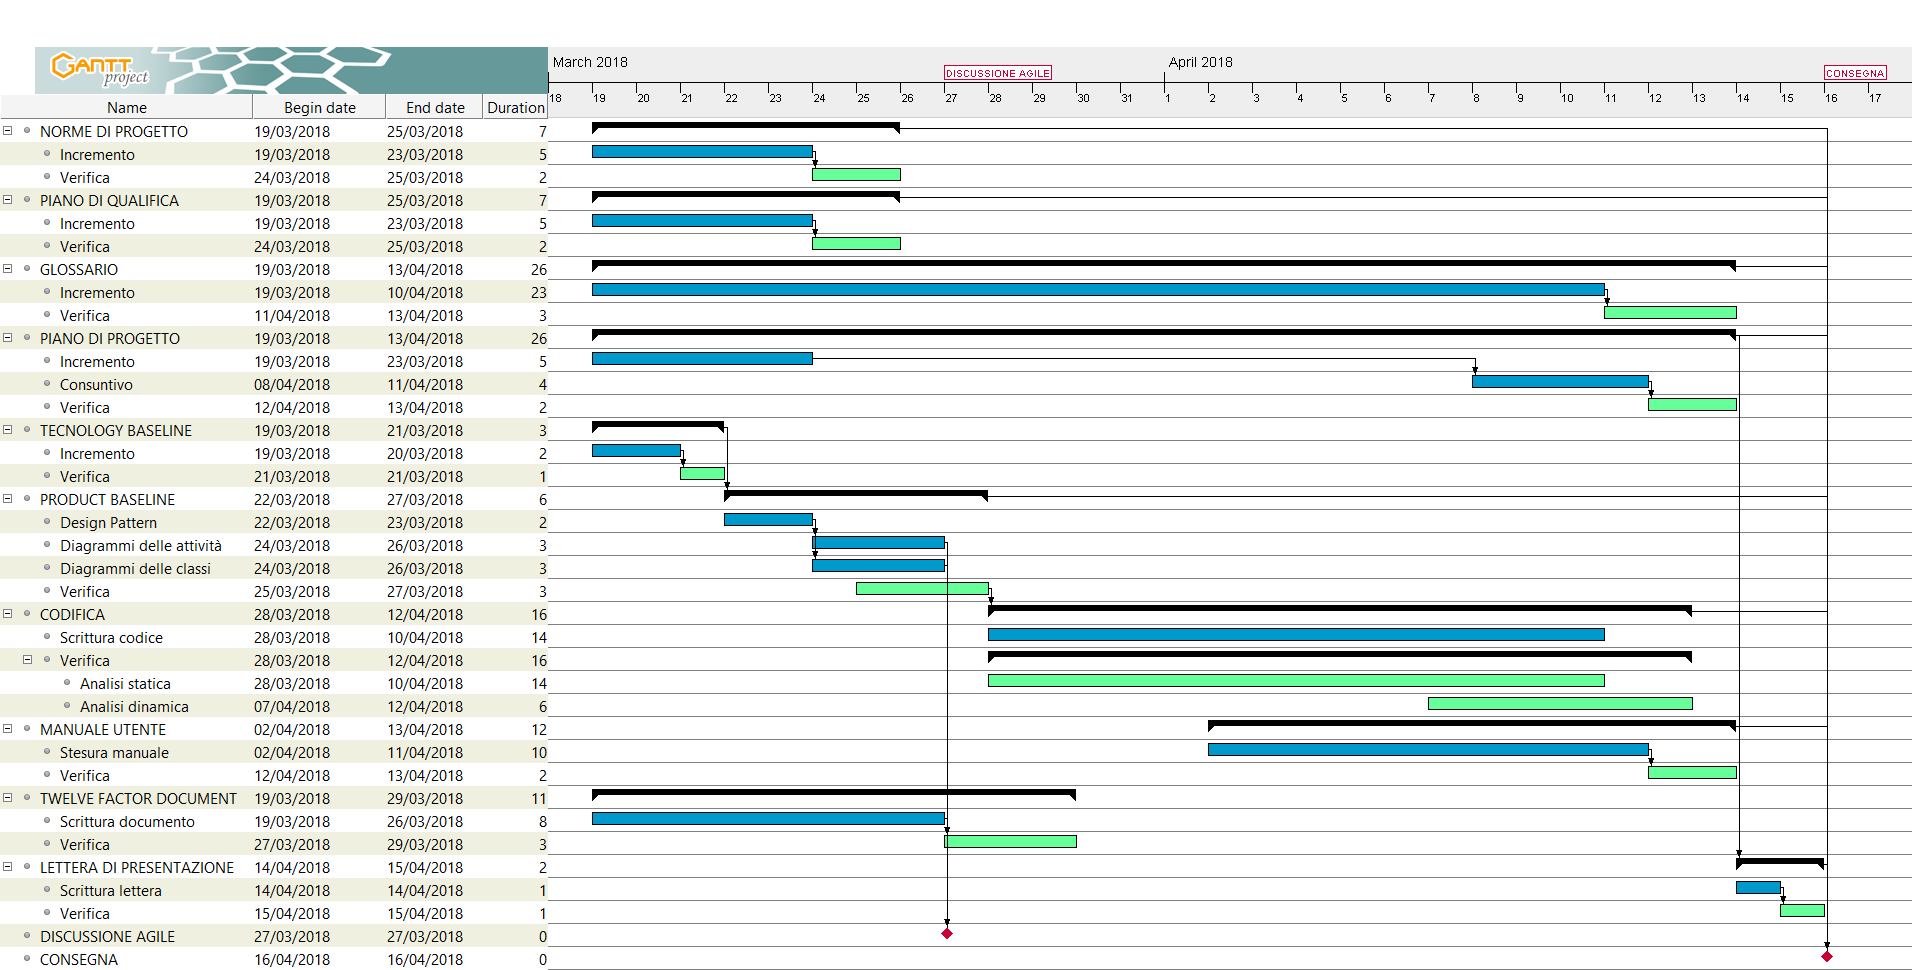 GANTT
project
March 2018
April 2018
DISCUSSIONE AGILE
CONSEGNA
Name Begin date End date Duration
18 19 20 21 22 23 24 25 26 27 28 29 30 31 1 2 3 4 5 6 7 8 9 10 11 12 13 14 15 16 17
NORME DI PROGETTO 19/03/2018 25/03/2018 7
Incremento 19/03/2018 23/03/2018 5
Verifica 24/03/2018 25/03/2018 2
PIANO DI QUALIFICA 19/03/2018 25/03/2018 7
Incremento 19/03/2018 23/03/2018 5
Verifica 24/03/2018 25/03/2018 2
GLOSSARIO 19/03/2018 13/04/2018 26
Incremento 19/03/2018 10/04/2018 23
Verifica 11/04/2018 13/04/2018 3
PIANO DI PROGETTO 19/03/2018 13/04/2018 26
Incremento 19/03/2018 23/03/2018 5
Consuntivo 08/04/2018 11/04/2018 4
Verifica 12/04/2018 13/04/2018 2
TECNOLOGY BASELINE 19/03/2018 21/03/2018 3
Incremento 19/03/2018 20/03/2018 2
Verifica 21/03/2018 21/03/2018 1
PRODUCT BASELINE 22/03/2018 27/03/2018 6
Design Pattern 22/03/2018 23/03/2018 2
Diagrammi delle attività 24/03/2018 26/03/2018 3
Diagrammi delle classi 24/03/2018 26/03/2018 3
Verifica 25/03/2018 27/03/2018 3
CODIFICA 28/03/2018 12/04/2018 16
Scrittura codice 28/03/2018 10/04/2018 14
Verifica 28/03/2018 12/04/2018 16
Analisi statica 28/03/2018 10/04/2018 14
Analisi dinamica 07/04/2018 12/04/2018 6
MANUALE UTENTE 02/04/2018 13/04/2018 12
Stesura manuale 02/04/2018 11/04/2018 10
Verifica 12/04/2018 13/04/2018 2
TWELVE FACTOR DOCUMENT 19/03/2018 29/03/2018 11
Scrittura documento 19/03/2018 26/03/2018 8
Verifica 27/03/2018 29/03/2018 3
LETTERA DI PRESENTAZIONE 14/04/2018 15/04/2018 2
Scrittura lettera 14/04/2018 14/04/2018 1
Verifica 15/04/2018 15/04/2018 1
DISCUSSIONE AGILE 27/03/2018 27/03/2018 0
CONSEGNA 16/04/2018 16/04/2018 0